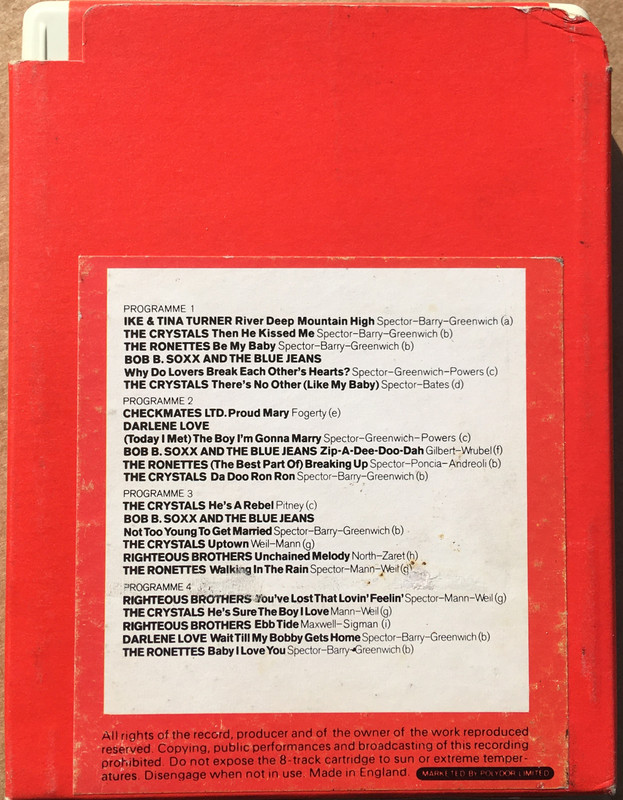 PROGRAMME 1
IKE & TINA TURNER River Deep Mountain High Spector–Barry–Greenwich (a)
THE CRYSTALS Then He Kissed Me Spector–Barry–Greenwich (b)
THE RONETTES Be My Baby Spector–Barry–Greenwich (b)
BOB B. SOXX AND THE BLUE JEANS
Why Do Lovers Break Each Other's Hearts? Spector–Greenwich–Powers (c)
THE CRYSTALS There's No Other (Like My Baby) Spector–Bates (d)
PROGRAMME 2
CHECKMATES LTD. Proud Mary Fogerty (e)
DARLENE LOVE
(Today I Met) The Boy I'm Gonna Marry Spector–Greenwich–Powers (c)
BOB B. SOXX AND THE BLUE JEANS Zip-A-Dee-Doo-Dah Gilbert–Wrubel (f)
THE RONETTES (The Best Part Of) Breaking Up Spector–Poncia–Andreoli (b)
THE CRYSTALS Da Doo Ron Ron Spector–Barry–Greenwich (b)
PROGRAMME 3
THE CRYSTALS He's A Rebel Pitney (c)
BOB B. SOXX AND THE BLUE JEANS
Not Too Young To Get Married Spector–Barry–Greenwich (b)
THE CRYSTALS Uptown Weil–Mann (g)
RIGHTEOUS BROTHERS Unchained Melody North–Zaret (h)
THE RONETTES Walking In The Rain Spector–Mann–Weil (g)
PROGRAMME 4
RIGHTEOUS BROTHERS You've Lost That Lovin' Feelin' Spector–Mann–Weil (g)
THE CRYSTALS He's Sure The Boy I Love Mann–Weil (g)
RIGHTEOUS BROTHERS Ebb Tide Maxwell–Sigman (i)
DARLENE LOVE Wait Till My Bobby Gets Home Spector–Barry–Greenwich (b)
THE RONETTES Baby I Love You Spector–Barry–Greenwich (b)
All rights of the record, producer and of the owner of the work reproduced
reserved. Copying, public performances and broadcasting of this recording
prohibited. Do not expose the 8-track cartridge to sun or extreme temper-
atures. Disengage when not in use. Made in England. MARKETED BY POLYDOR LIMITED